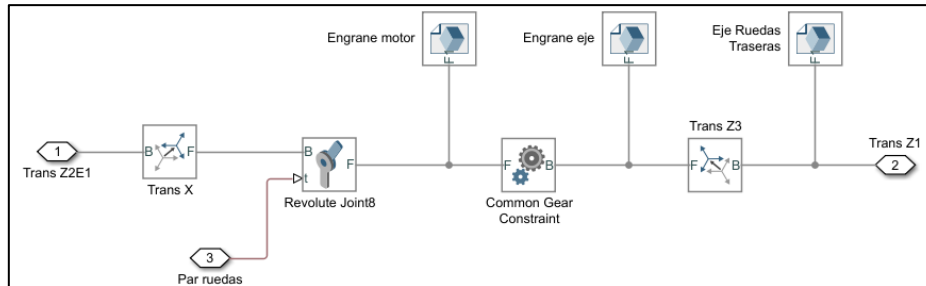 Engrane motor
F
Engrane eje
F
Eje Ruedas
Traseras
F
1
Trans Z2E1
B
F
Trans X
B
t
F
Revolute Joint8
F
B
Common Gear
Constraint
Trans Z3
F
B
Trans Z1
2
3
Par ruedas